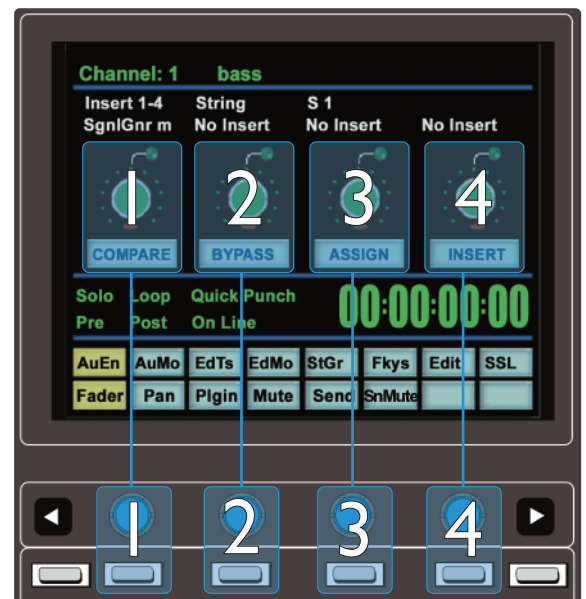 Channel: 1 bass
Insert 1-4 String S 1
SgnlGnr m No Insert No Insert No Insert
1 2 3 4
COMPARE BYPASS ASSIGN INSERT
Solo Loop Quick Punch 00:00:00:00
Pre Post On Line
AuEn AuMo EdTs EdMo StGr Fkys Edit SSL
Fader Pan Plgin Mute Send SnMute
1 2 3 4